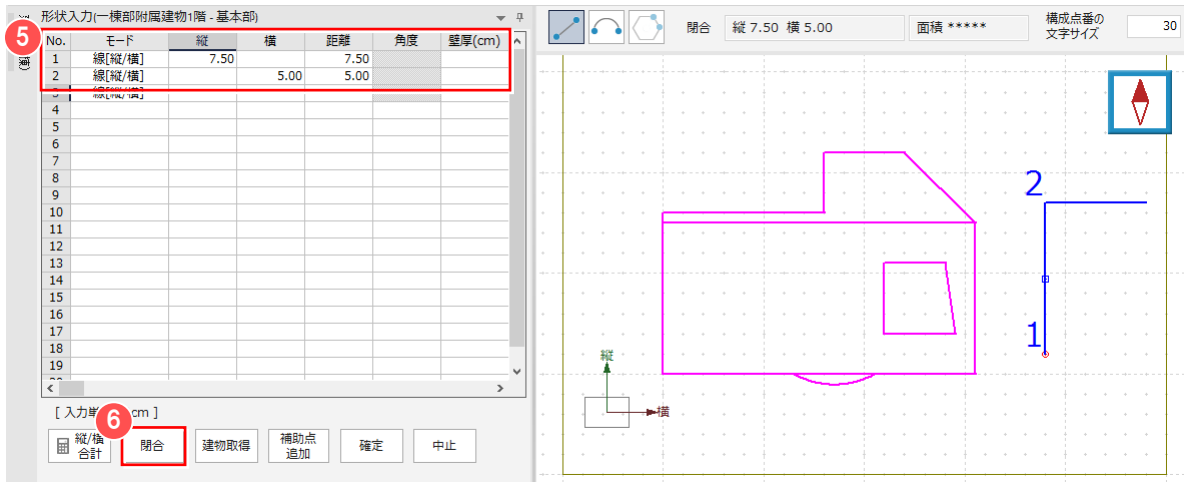 形状入力(一棟部附属建物1階 - 基本部)
5
No. モード 縦 横 距離 角度 壁厚(cm)
1 線[縦/横] 7.50 7.50
2 線[縦/横] 5.00 5.00
3 線[縦/横]
4
5
6
7
8
9
10
11
12
13
14
15
16
17
18
19
[ 入力単 cm ]
6
縦/横
合計
閉合
建物取得
補助点
追加
確定
中止
閉合 縦 7.50 横 5.00
面積 *****
構成点番の
文字サイズ
30
2
1
縦
横